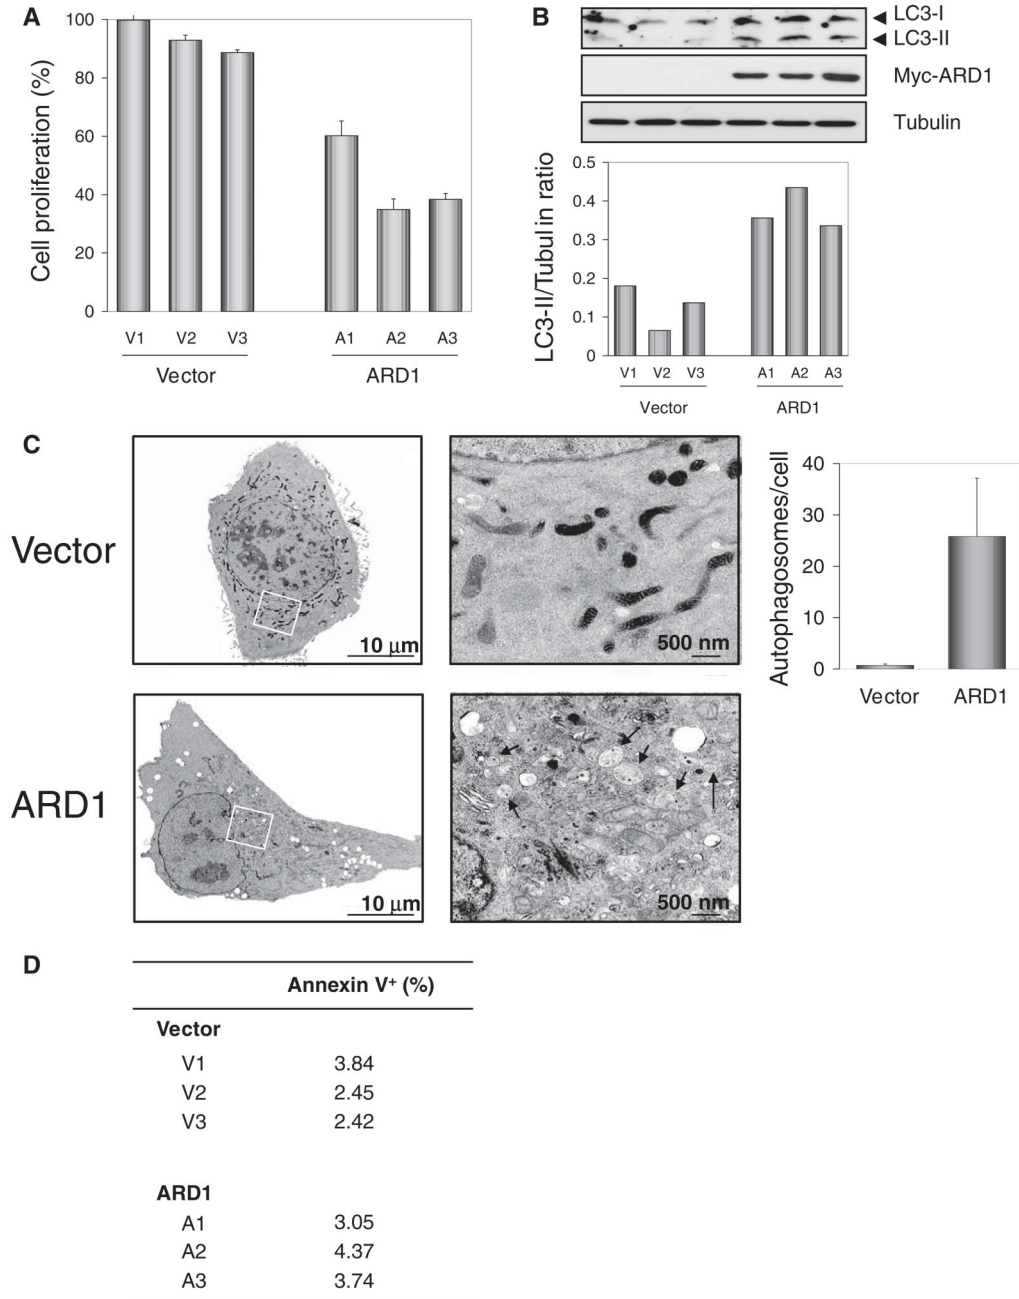 A
Cell proliferation (%)
100
80
60
40
20
0
V1 V2 V3 A1 A2 A3
Vector ARD1
B
LC3-I
LC3-II
Myc-ARD1
Tubulin
LC3-II/Tubulin ratio
0.5
0.4
0.3
0.2
0.1
0
V1 V2 V3 A1 A2 A3
Vector ARD1
C
Vector
10 μm
500 nm
ARD1
10 μm
500 nm
Autophagosomes/cell
40
30
20
10
0
Vector ARD1
D
Annexin V+ (%)
Vector
V1 3.84
V2 2.45
V3 2.42
ARD1
A1 3.05
A2 4.37
A3 3.74